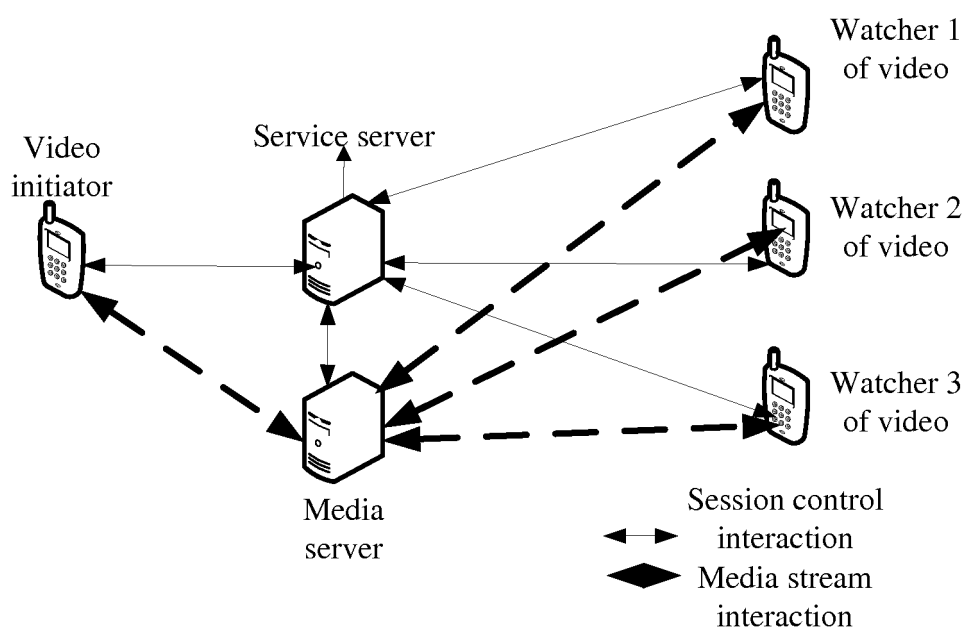 Watcher 1
of video
Service server
Video
initiator
Watcher 2
of video
Watcher 3
of video
Media
server
Session control
interaction
Media stream
interaction